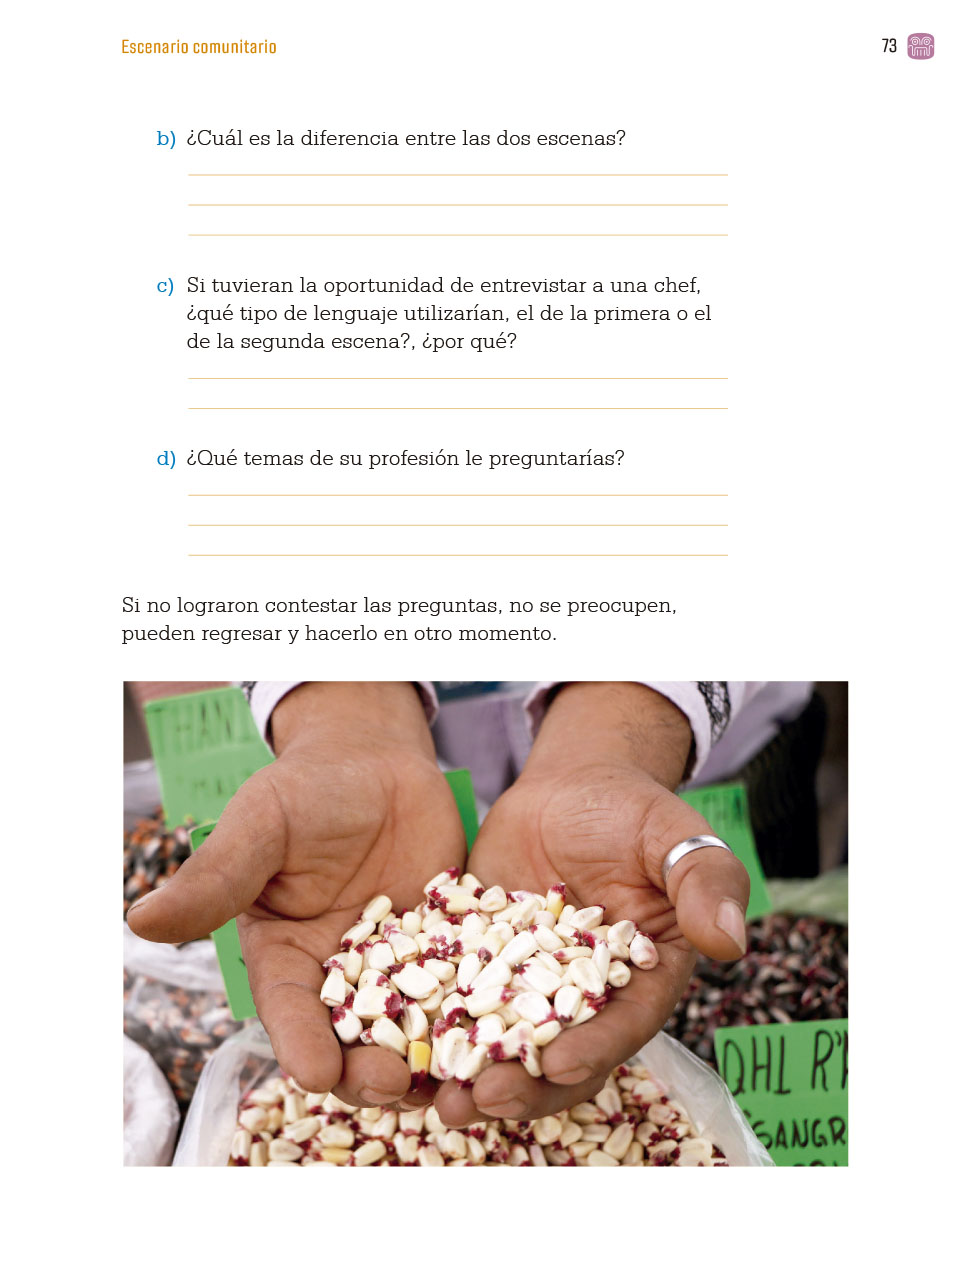 Escenario comunitario
73
b) ¿Cuál es la diferencia entre las dos escenas?
c) Si tuvieran la oportunidad de entrevistar a una chef,
¿qué tipo de lenguaje utilizarían, el de la primera o el
de la segunda escena?, ¿por qué?
d) ¿Qué temas de su profesión le preguntarías?
Si no lograron contestar las preguntas, no se preocupen,
pueden regresar y hacerlo en otro momento.